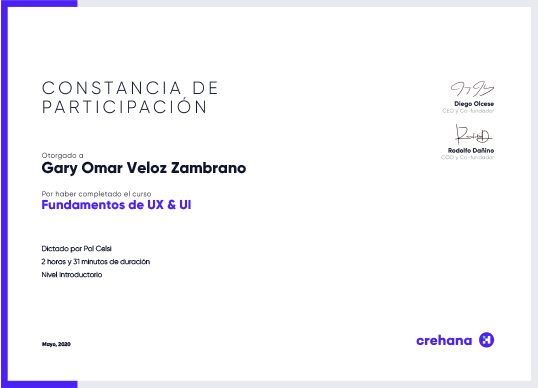 CONSTANCIA DE
PARTICIPACIÓN
Diego Olcese
CEO y Co-fundador
Rodolfo Dañino
COO y Co-fundador
Otorgado a
Gary Omar Veloz Zambrano
Por haber completado el curso
Fundamentos de UX & UI
Dictado por Pol Celsi
2 horas y 31 minutos de duración
Nivel Introductorio
Mayo, 2020
crehana